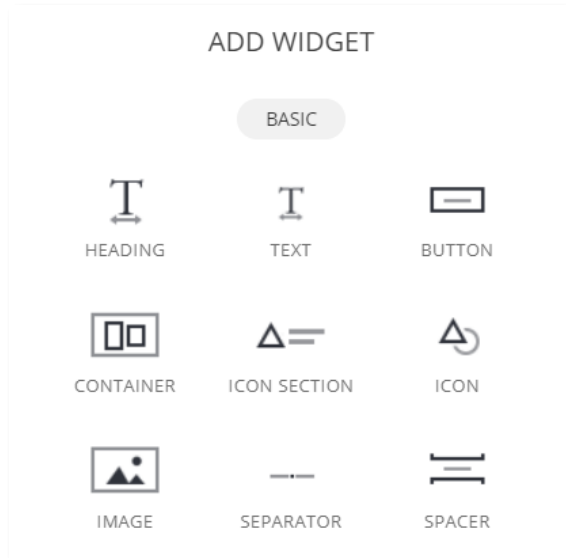 ADD WIDGET
BASIC
HEADING TEXT BUTTON
CONTAINER ICON SECTION ICON
IMAGE SEPARATOR SPACER